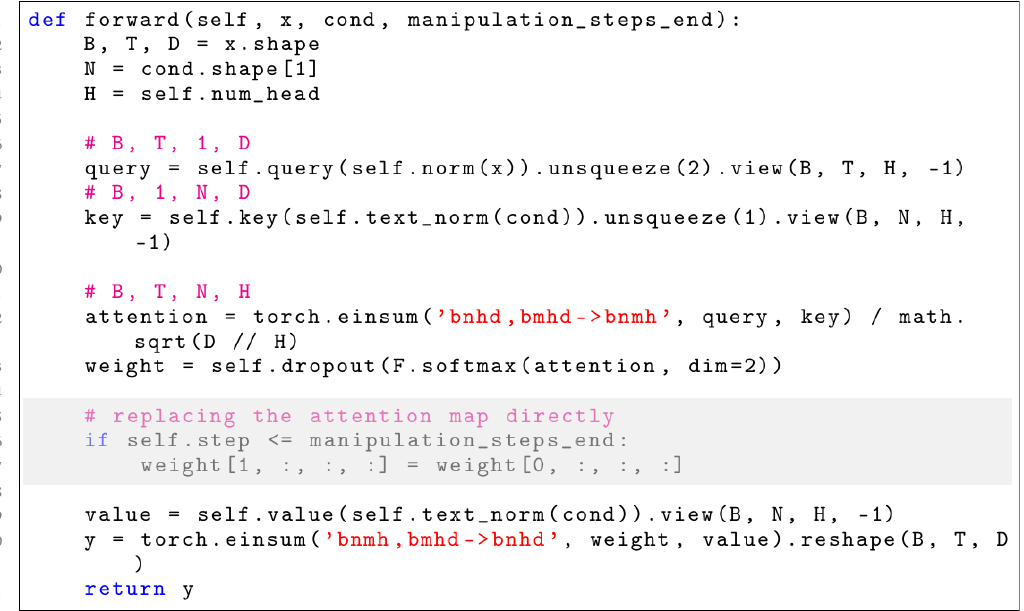 def forward(self, x, cond, manipulation_steps_end):
B, T, D = x.shape
N = cond.shape[1]
H = self.num_head
# B, T, 1, D
query = self.query(self.norm(x)).unsqueeze(2).view(B, T, H, -1)
# B, 1, N, D
key = self.key(self.text_norm(cond)).unsqueeze(1).view(B, N, H,
-1)
# B, T, N, H
attention = torch.einsum('bnhd,bmhd->bnmh', query, key) / math.
sqrt(D // H)
weight = self.dropout(F.softmax(attention, dim=2))
# replacing the attention map directly
if self.step <= manipulation_steps_end:
weight[1, :, :, :] = weight[0, :, :, :]
value = self.value(self.text_norm(cond)).view(B, N, H, -1)
y = torch.einsum('bnmh,bmhd->bnhd', weight, value).reshape(B, T, D
)
return y